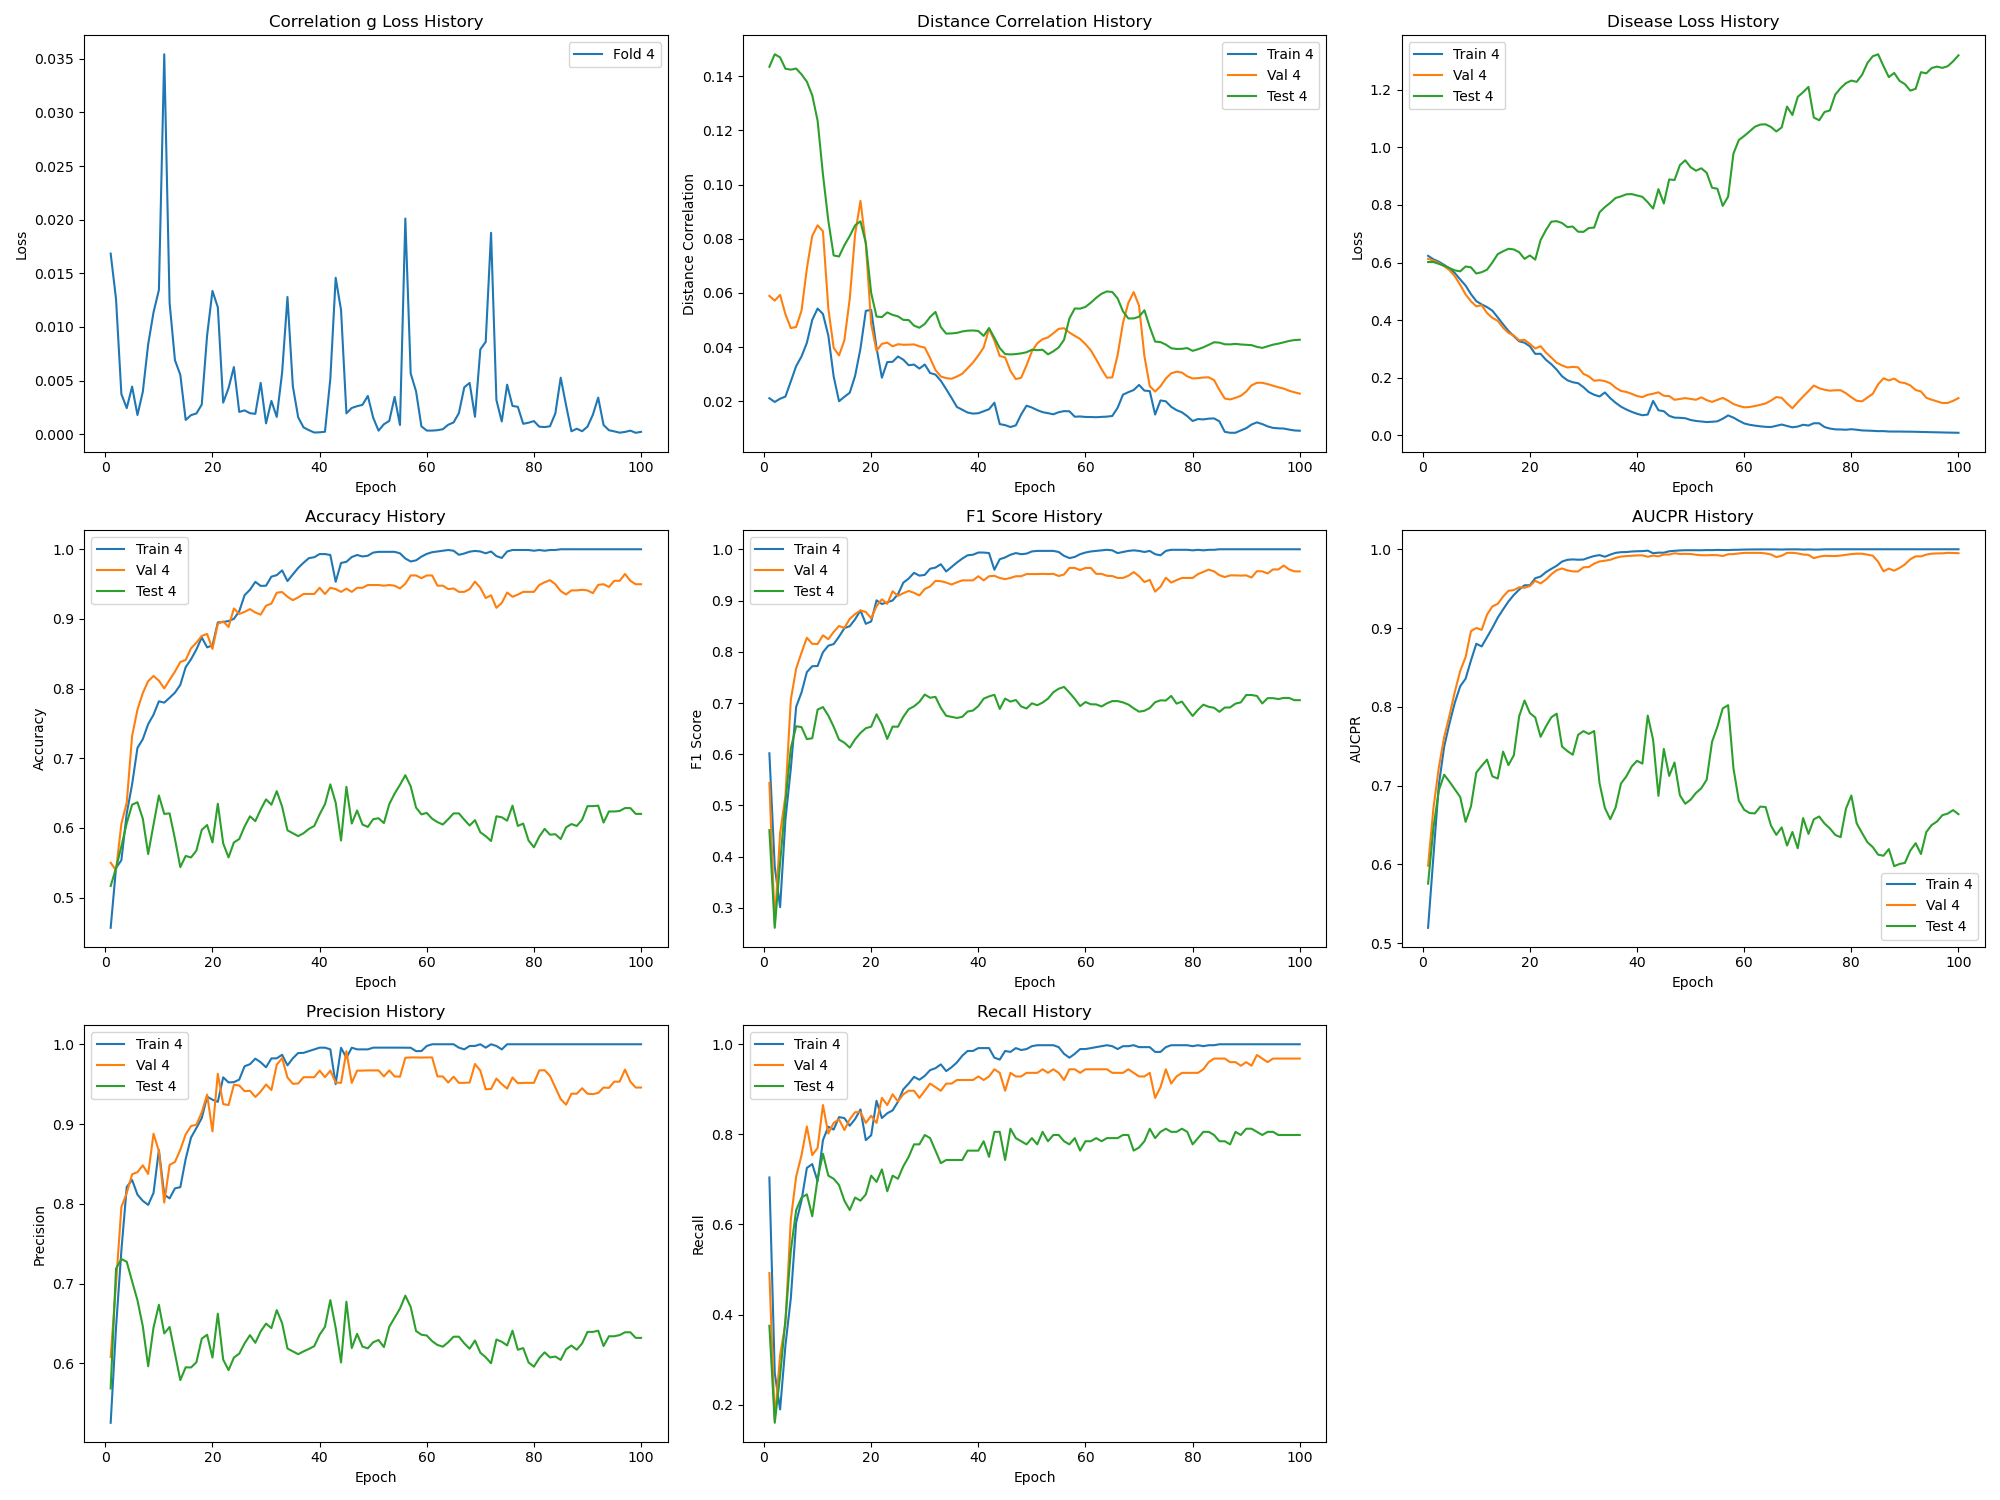 Correlation g Loss History
Loss
0.035
0.030
0.025
0.020
0.015
0.010
0.005
0.000
Fold 4
0 20 40 60 80 100
Epoch
Distance Correlation History
Distance Correlation
0.14
0.12
0.10
0.08
0.06
0.04
0.02
Train 4
Val 4
Test 4
0 20 40 60 80 100
Epoch
Disease Loss History
Loss
1.2
1.0
0.8
0.6
0.4
0.2
0.0
Train 4
Val 4
Test 4
0 20 40 60 80 100
Epoch
Accuracy History
Accuracy
1.0
0.9
0.8
0.7
0.6
0.5
Train 4
Val 4
Test 4
0 20 40 60 80 100
Epoch
F1 Score History
F1 Score
1.0
0.9
0.8
0.7
0.6
0.5
0.4
0.3
Train 4
Val 4
Test 4
0 20 40 60 80 100
Epoch
AUCPR History
AUCPR
1.0
0.9
0.8
0.7
0.6
0.5
Train 4
Val 4
Test 4
0 20 40 60 80 100
Epoch
Precision History
Precision
1.0
0.9
0.8
0.7
0.6
Train 4
Val 4
Test 4
0 20 40 60 80 100
Epoch
Recall History
Recall
1.0
0.8
0.6
0.4
0.2
Train 4
Val 4
Test 4
0 20 40 60 80 100
Epoch